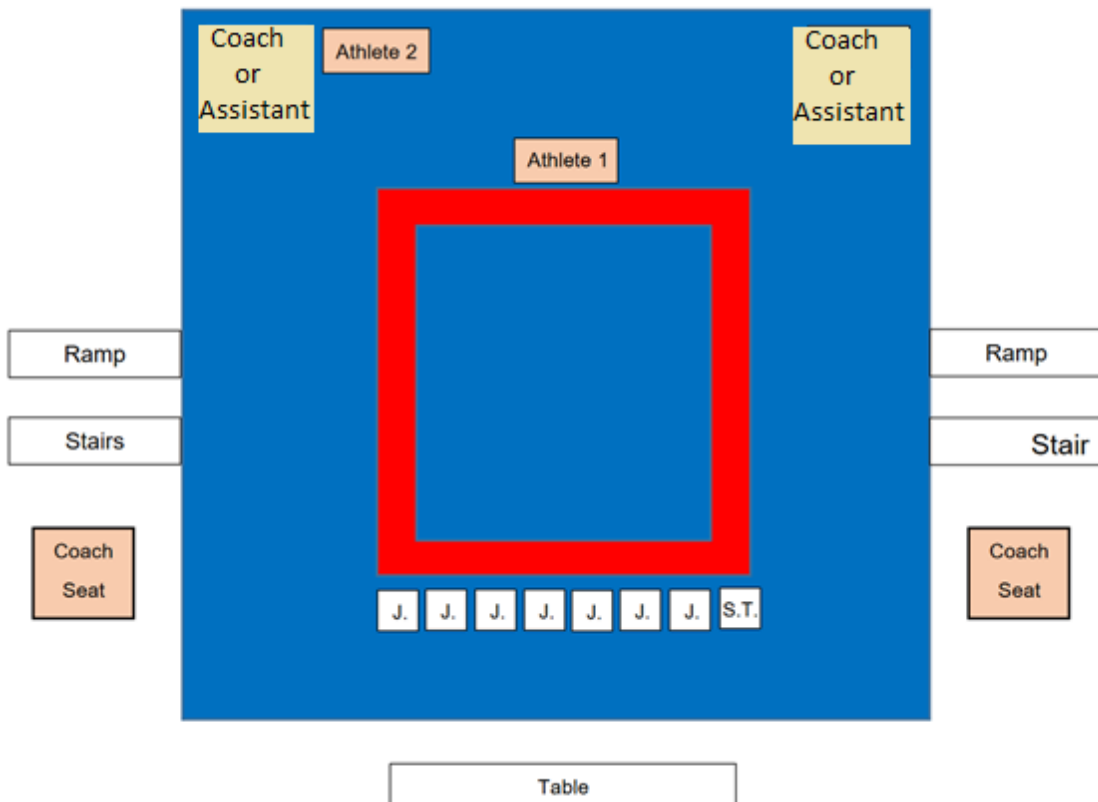 Coach
or
Assistant
Athlete 2
Coach
or
Assistant
Athlete 1
Ramp
Ramp
Stairs
Stair
Coach
Seat
Coach
Seat
J.
J.
J.
J.
J.
J.
J.
S.T.
Table